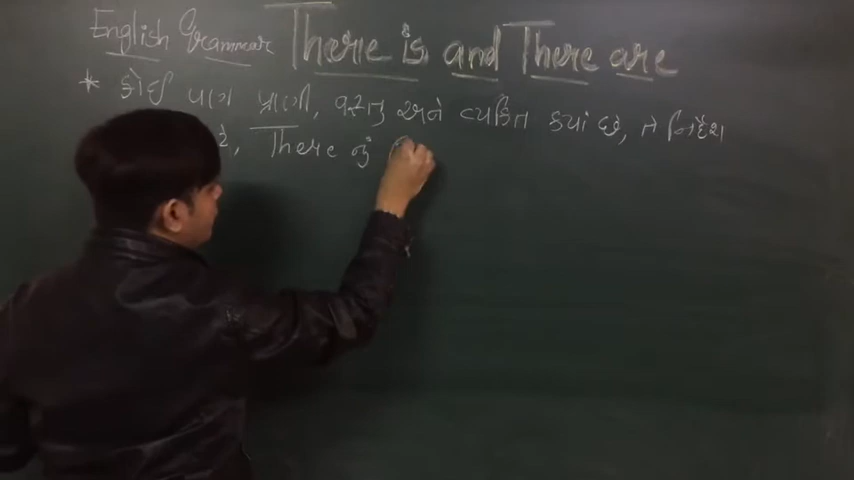 English Grammar There is and There are
* કોઈ પણ પ્રાણી, વસ્તુ અને વ્યક્તિ ક્યાં છે, તે નિર્દેશ
There નું